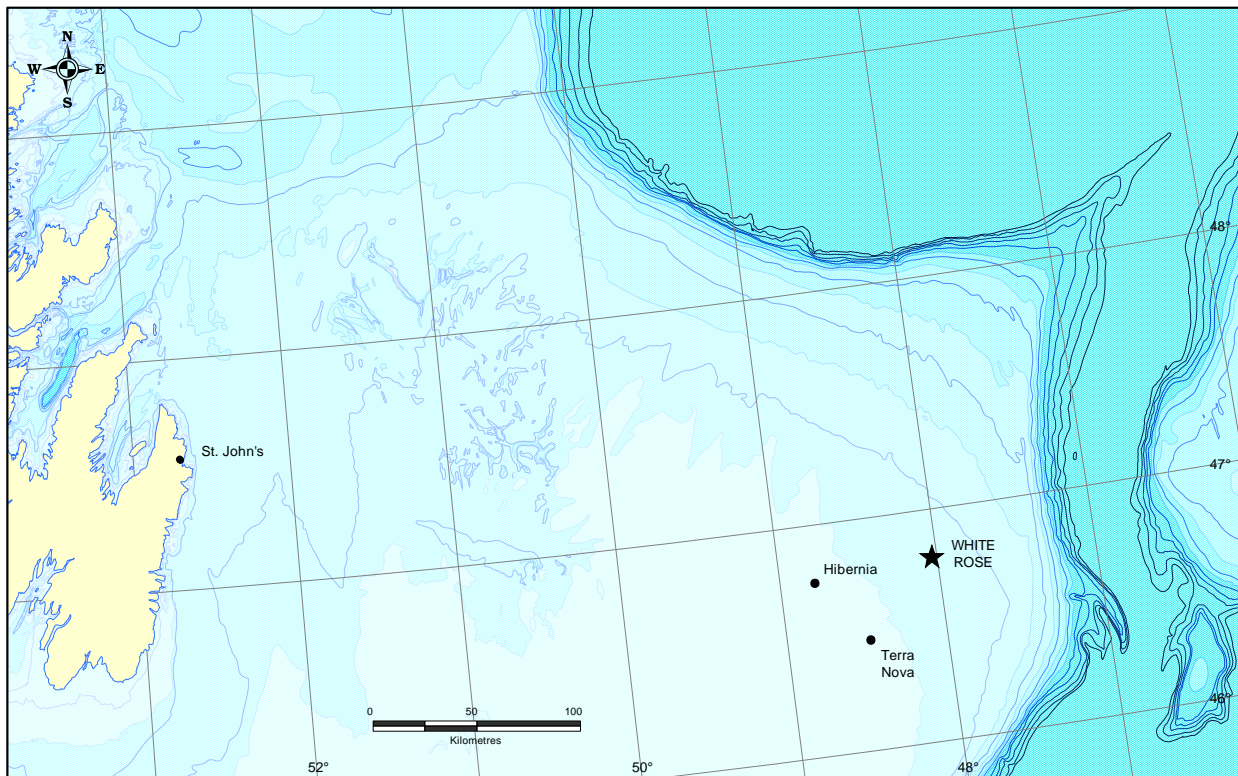 N
W E
S
48°
47°
St. John's
WHITE
ROSE
Hibernia
Terra
Nova
46°
0 50 100
Kilometres
52° 50° 48°